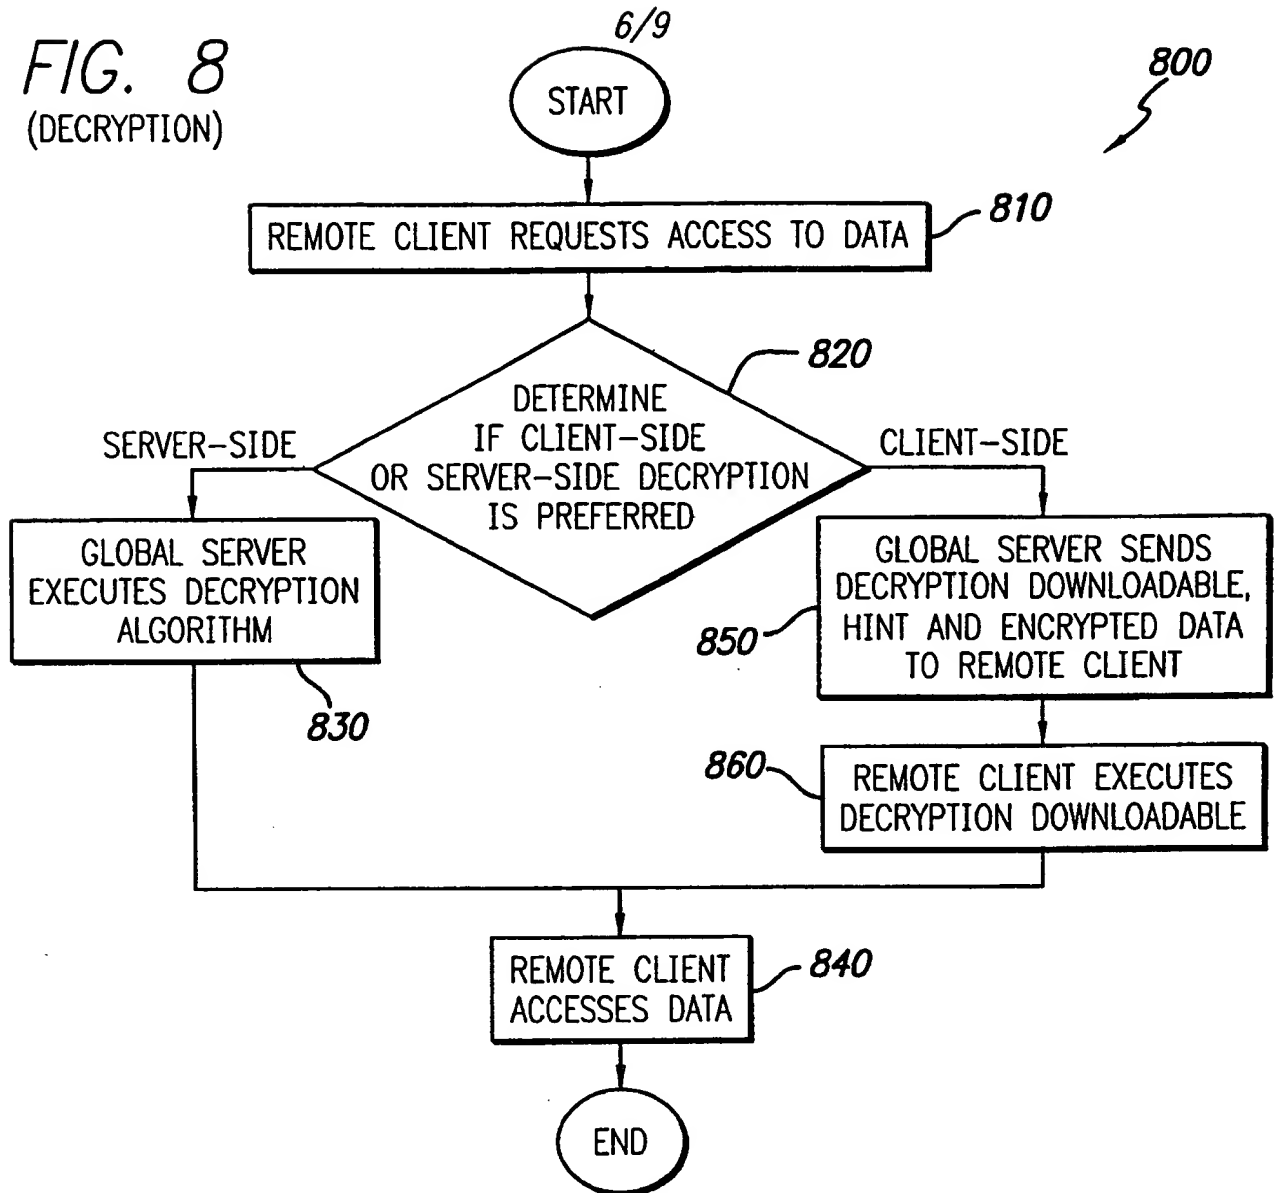 6/9
FIG. 8
(DECRYPTION)
800
START
REMOTE CLIENT REQUESTS ACCESS TO DATA
810
DETERMINE
IF CLIENT-SIDE
OR SERVER-SIDE DECRYPTION
IS PREFERRED
820
SERVER-SIDE
CLIENT-SIDE
GLOBAL SERVER
EXECUTES DECRYPTION
ALGORITHM
830
GLOBAL SERVER SENDS
DECRYPTION DOWNLOADABLE,
HINT AND ENCRYPTED DATA
TO REMOTE CLIENT
850
REMOTE CLIENT EXECUTES
DECRYPTION DOWNLOADABLE
860
REMOTE CLIENT
ACCESSES DATA
840
END